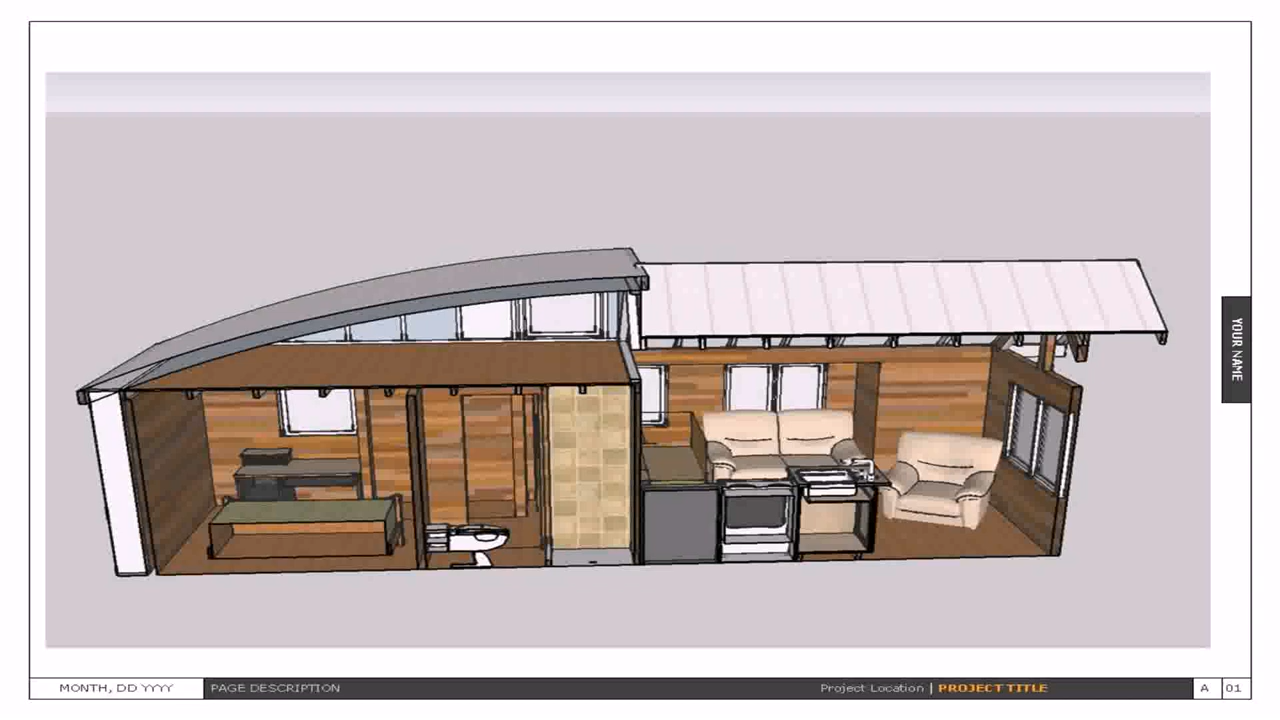 YOUR NAME
MONTH, DD YYYY
PAGE DESCRIPTION
Project Location | PROJECT TITLE
A
01